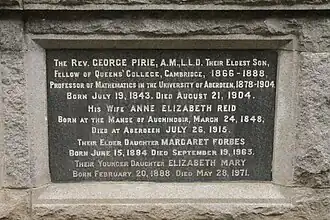 The Rev. GEORGE PIRIE, A.M., LL.D. Their Eldest Son,
Fellow of Queens' College, Cambridge, 1866-1888.
Professor of Mathematics in the University of Aberdeen, 1878-1904.
Born July 19, 1843. Died August 21, 1904.
His Wife ANNE ELIZABETH REID
Born at the Manse of Auchindoir, March 24, 1848,
Died at Aberdeen July 26, 1915.
Their Elder Daughter MARGARET FORBES
Born June 15, 1884 Died September 19, 1963.
Their Younger Daughter ELIZABETH MARY
Born February 20, 1888 Died May 28, 1971.